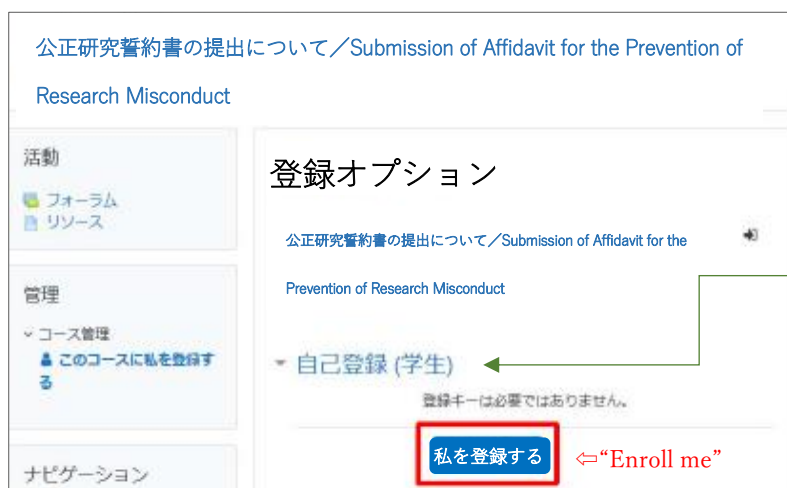 公正研究誓約書の提出について／Submission of Affidavit for the Prevention of
Research Misconduct
活動
フォーラム
リソース
管理
コース管理
このコースに私を登録す
る
ナビゲーション
登録オプション
公正研究誓約書の提出について／Submission of Affidavit for the
Prevention of Research Misconduct
自己登録 (学生)
登録キーは必要ではありません。
私を登録する ⇦“Enroll me”